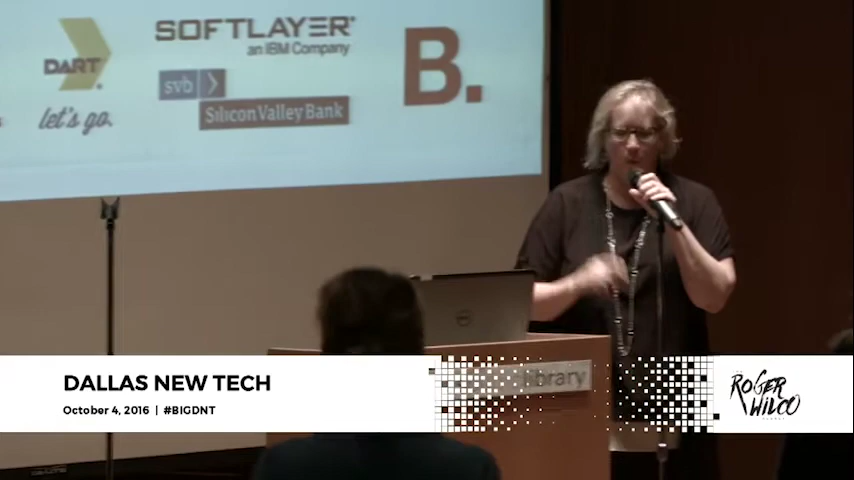 SOFTLAYER®
an IBM Company
DART
let's go.
svb
Silicon Valley Bank
B.
DELL
library
DALLAS NEW TECH
October 4, 2016 | #BIGDNT
ROGER
WILCO